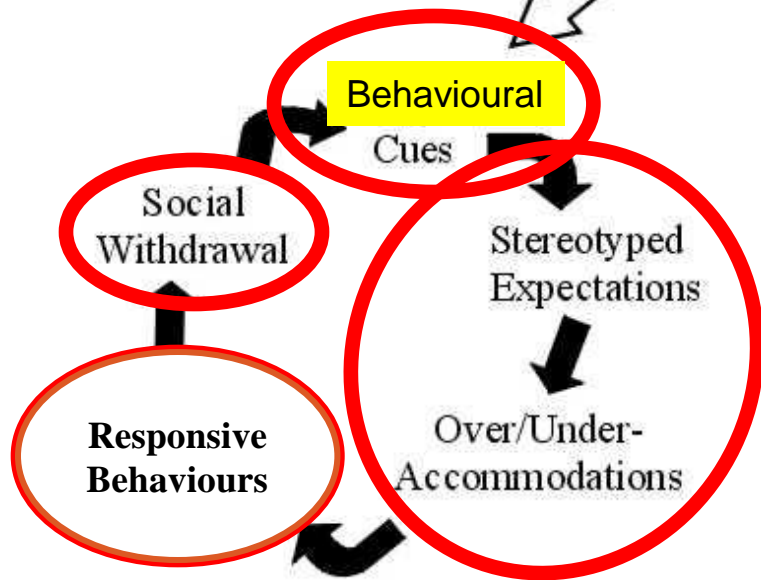 Behavioural
Cues
Stereotyped
Expectations
Over/Under-
Accommodations
Responsive
Behaviours
Social
Withdrawal